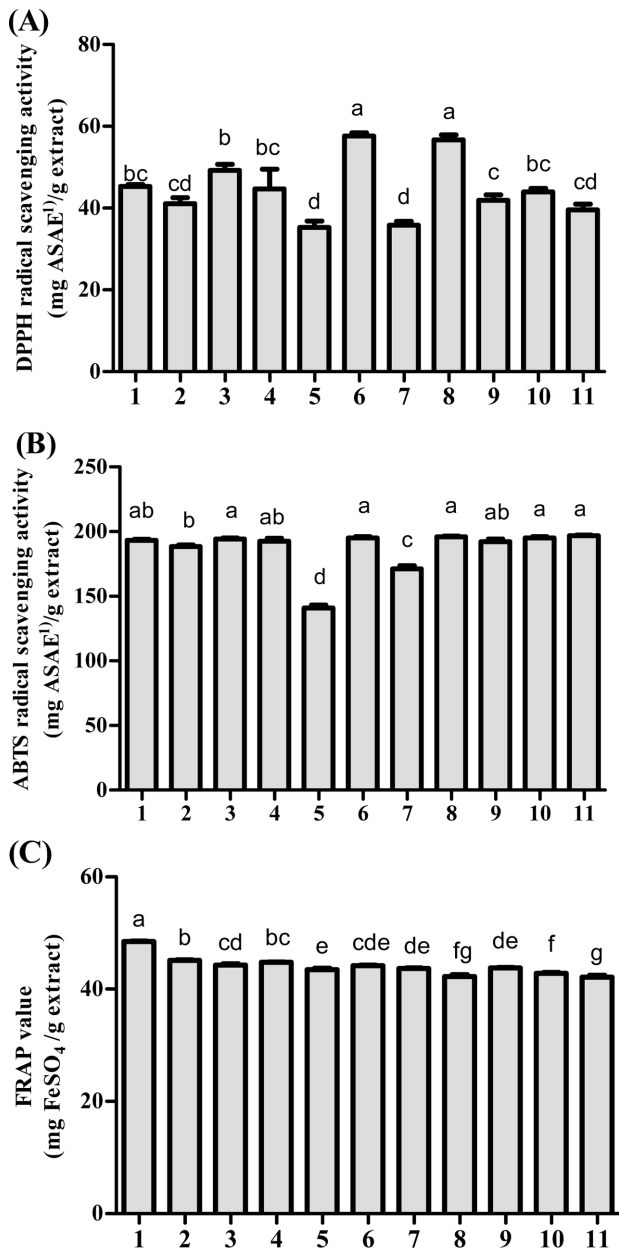 (A)
DPPH radical scavenging activity
(mg ASAE¹⁾/g extract)
80
60
40
20
0
bc cd b bc d a d a c bc cd
1 2 3 4 5 6 7 8 9 10 11
(B)
ABTS radical scavenging activity
(mg ASAE¹⁾/g extract)
250
200
150
100
50
0
ab b a ab d a c a ab a a
1 2 3 4 5 6 7 8 9 10 11
(C)
FRAP value
(mg FeSO₄ /g extract)
60
40
20
0
a b cd bc e cde de fg de f g
1 2 3 4 5 6 7 8 9 10 11